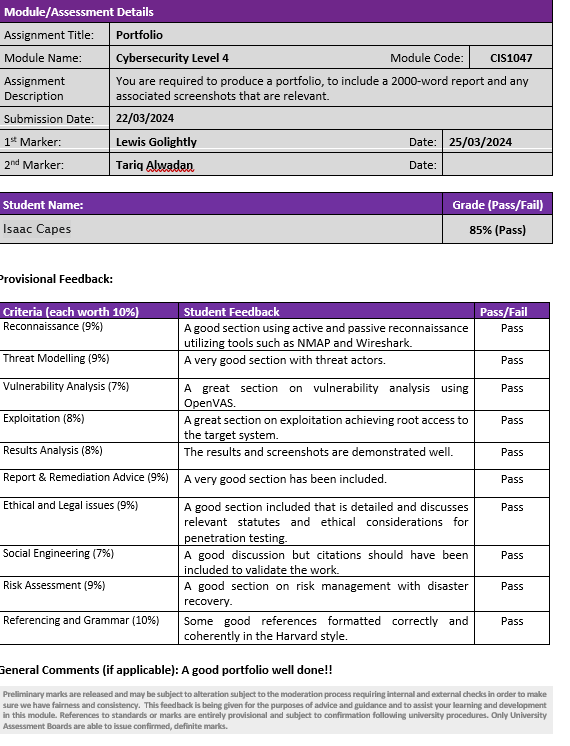 Module/Assessment Details
Assignment Title: Portfolio
Module Name: Cybersecurity Level 4 Module Code: CIS1047
Assignment Description You are required to produce a portfolio, to include a 2000-word report and any
associated screenshots that are relevant.
Submission Date: 22/03/2024
1st Marker: Lewis Golightly Date: 25/03/2024
2nd Marker: Tariq Alwadan Date:
Student Name: Grade (Pass/Fail)
Isaac Capes 85% (Pass)
Provisional Feedback:
Criteria (each worth 10%) Student Feedback Pass/Fail
Reconnaissance (9%) A good section using active and passive reconnaissance Pass
utilizing tools such as NMAP and Wireshark.
Threat Modelling (9%) A very good section with threat actors. Pass
Vulnerability Analysis (7%) A great section on vulnerability analysis using Pass
OpenVAS.
Exploitation (8%) A great section on exploitation achieving root access to Pass
the target system.
Results Analysis (8%) The results and screenshots are demonstrated well. Pass
Report & Remediation Advice (9%) A very good section has been included. Pass
Ethical and Legal issues (9%) A good section included that is detailed and discusses Pass
relevant statutes and ethical considerations for
penetration testing.
Social Engineering (7%) A good discussion but citations should have been Pass
included to validate the work.
Risk Assessment (9%) A good section on risk management with disaster Pass
recovery.
Referencing and Grammar (10%) Some good references formatted correctly and Pass
coherently in the Harvard style.
General Comments (if applicable): A good portfolio well done!!
Preliminary marks are released and may be subject to alteration subject to the moderation process requiring internal and external checks in order to make
sure we have fairness and consistency. This feedback is being given for the purposes of advice and guidance and to assist your learning and development
in this module. References to standards or marks are entirely provisional and subject to confirmation following university procedures. Only University
Assessment Boards are able to issue confirmed, definite marks.